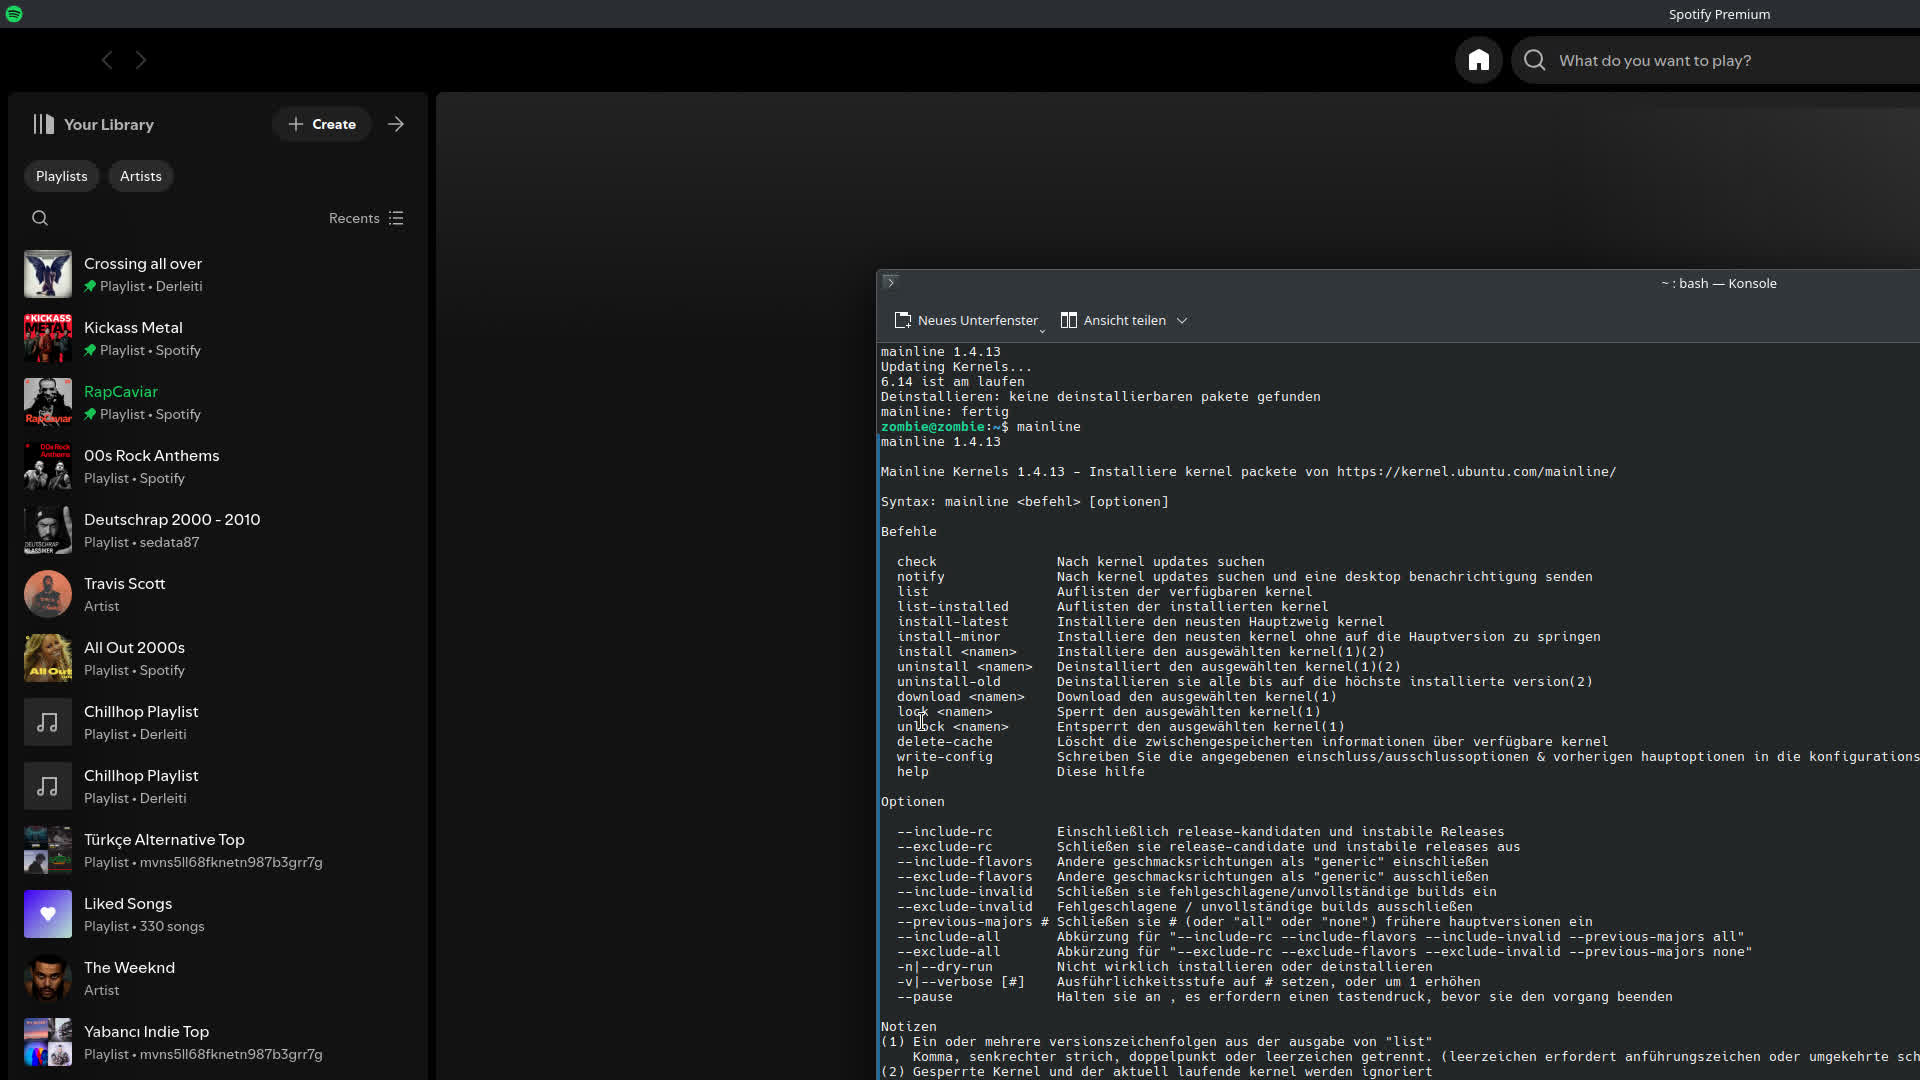 Spotify Premium
What do you want to play?
Your Library
Create
Playlists
Artists
Recents
Crossing all over
Playlist • Derleiti
Kickass Metal
Playlist • Spotify
RapCaviar
Playlist • Spotify
00s Rock Anthems
Playlist • Spotify
Deutschrap 2000 - 2010
Playlist • sedata87
Travis Scott
Artist
All Out 2000s
Playlist • Spotify
Chillhop Playlist
Playlist • Derleiti
Chillhop Playlist
Playlist • Derleiti
Türkçe Alternative Top
Playlist • mvns5ll68fknetn987b3grr7g
Liked Songs
Playlist • 330 songs
The Weeknd
Artist
Yabancı Indie Top
Playlist • mvns5ll68fknetn987b3grr7g
~ : bash — Konsole
Neues Unterfenster
Ansicht teilen
mainline 1.4.13
Updating Kernels...
6.14 ist am laufen
Deinstallieren: keine deinstallierbaren pakete gefunden
mainline: fertig
zombie@zombie:~$ mainline
mainline 1.4.13
Mainline Kernels 1.4.13 - Installiere kernel packete von https://kernel.ubuntu.com/mainline/
Syntax: mainline <befehl> [optionen]
Befehle
check Nach kernel updates suchen
notify Nach kernel updates suchen und eine desktop benachrichtigung senden
list Auflisten der verfügbaren kernel
list-installed Auflisten der installierten kernel
install-latest Installiere den neusten Hauptzweig kernel
install-minor Installiere den neusten kernel ohne auf die Hauptversion zu springen
install <namen> Installiere den ausgewählten kernel(1)(2)
uninstall <namen> Deinstalliert den ausgewählten kernel(1)(2)
uninstall-old Deinstallieren sie alle bis auf die höchste installierte version(2)
download <namen> Download den ausgewählten kernel(1)
lock <namen> Sperrt den ausgewählten kernel(1)
unlock <namen> Entsperrt den ausgewählten kernel(1)
delete-cache Löscht die zwischengespeicherten informationen über verfügbare kernel
write-config Schreiben Sie die angegebenen einschluss/ausschlussoptionen & vorherigen hauptoptionen in die konfigurations
help Diese hilfe
Optionen
--include-rc Einschließlich release-kandidaten und instabile Releases
--exclude-rc Schließen sie release-candidate und instabile releases aus
--include-flavors Andere geschmacksrichtungen als "generic" einschließen
--exclude-flavors Andere geschmacksrichtungen als "generic" ausschließen
--include-invalid Schließen sie fehlgeschlagene/unvollständige builds ein
--exclude-invalid Fehlgeschlagene / unvollständige builds ausschließen
--previous-majors # Schließen sie # (oder "all" oder "none") frühere hauptversionen ein
--include-all Abkürzung für "--include-rc --include-flavors --include-invalid --previous-majors all"
--exclude-all Abkürzung für "--exclude-rc --exclude-flavors --exclude-invalid --previous-majors none"
-n|--dry-run Nicht wirklich installieren oder deinstallieren
-v|--verbose [#] Ausführlichkeitsstufe auf # setzen, oder um 1 erhöhen
--pause Halten sie an , es erfordern einen tastendruck, bevor sie den vorgang beenden
Notizen
(1) Ein oder mehrere versionszeichenfolgen aus der ausgabe von "list"
Komma, senkrechter strich, doppelpunkt oder leerzeichen getrennt. (leerzeichen erfordert anführungszeichen oder umgekehrte sch
(2) Gesperrte Kernel und der aktuell laufende kernel werden ignoriert